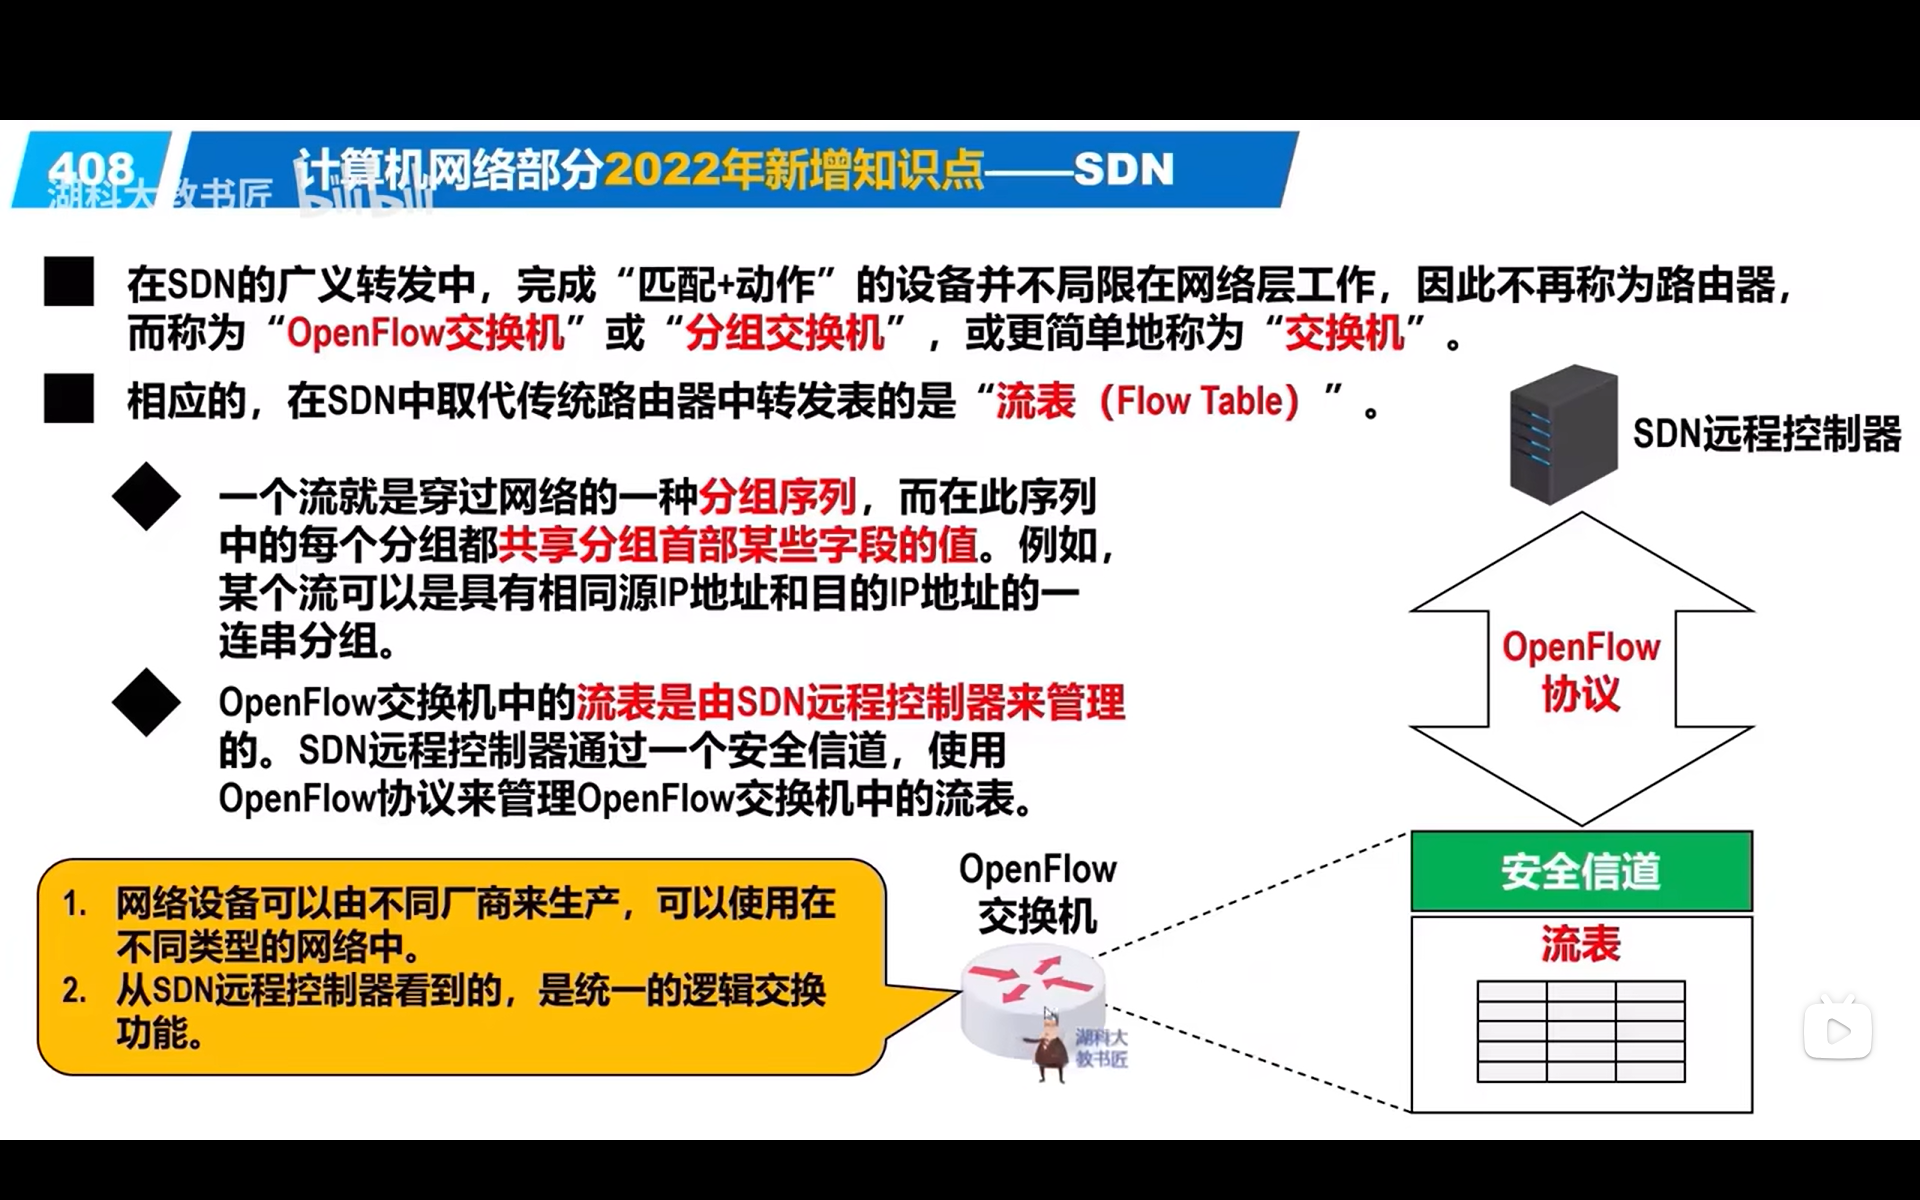 408
计算机网络部分2022年新增知识点——SDN
湖科大教书匠 bilibili
在SDN的广义转发中，完成“匹配+动作”的设备并不局限在网络层工作，因此不再称为路由器，
而称为“OpenFlow交换机”或“分组交换机”，或更简单地称为“交换机”。
相应的，在SDN中取代传统路由器中转发表的是“流表（Flow Table）”。
一个流就是穿过网络的一种分组序列，而在此序列
中的每个分组都共享分组首部某些字段的值。例如，
某个流可以是具有相同源IP地址和目的IP地址的一
连串分组。
OpenFlow交换机中的流表是由SDN远程控制器来管理
的。SDN远程控制器通过一个安全信道，使用
OpenFlow协议来管理OpenFlow交换机中的流表。
1. 网络设备可以由不同厂商来生产，可以使用在
不同类型的网络中。
2. 从SDN远程控制器看到的，是统一的逻辑交换
功能。
OpenFlow
交换机
湖科大
教书匠
SDN远程控制器
OpenFlow
协议
安全信道
流表